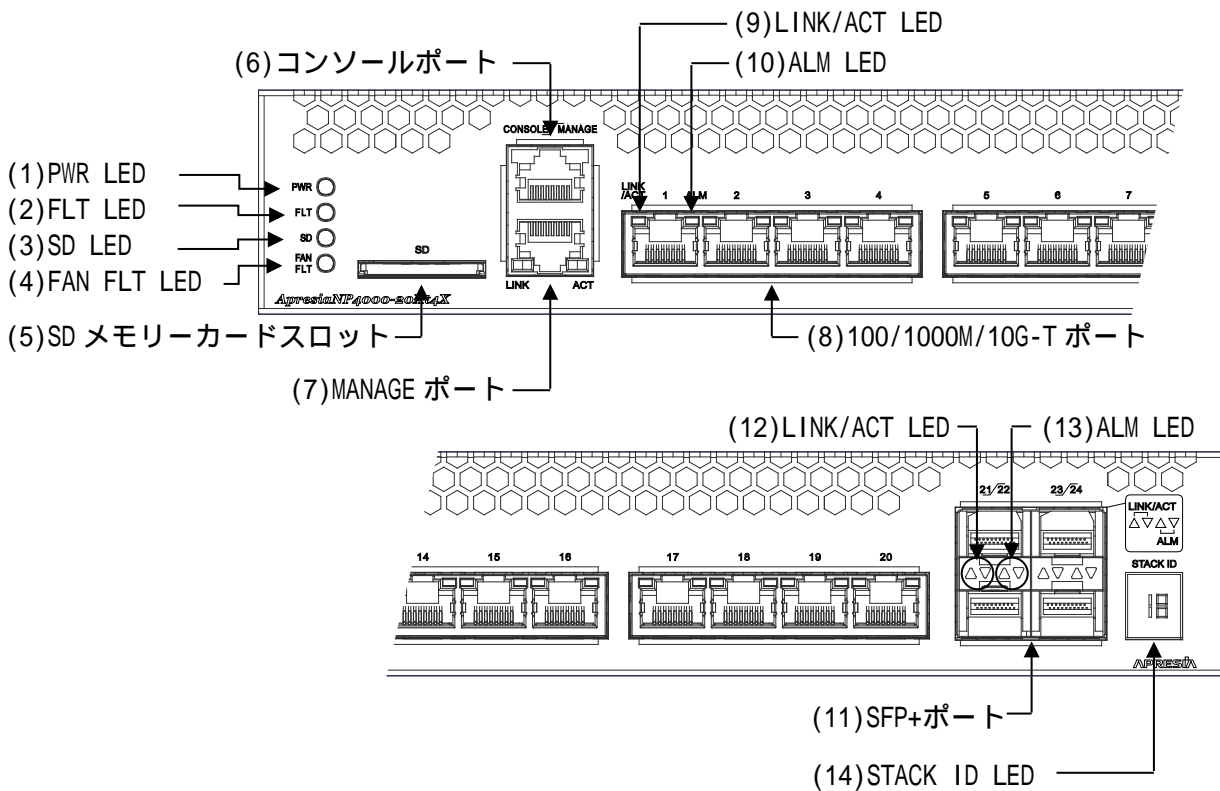 (9)LINK/ACT LED
(6)コンソールポート
(10)ALM LED
CONSOLE MANAGE
(1)PWR LED
PWR
(2)FLT LED
FLT
(3)SD LED
SD
(4)FAN FLT LED
FAN
FLT
SD
LINK
/ACT
1
ALM
2
3
4
5
6
7
LINK
ACT
(5)SD メモリーカードスロット
(8)100/1000M/10G-T ポート
(7)MANAGE ポート
(12)LINK/ACT LED
(13)ALM LED
21/22
23/24
LINK/ACT
ALM
14
15
16
17
18
19
20
STACK ID
APRESIA
(11)SFP+ポート
(14)STACK ID LED